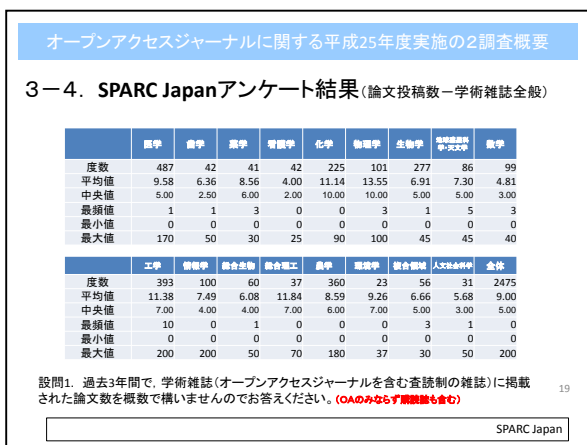 オープンアクセスジャーナルに関する平成25年度実施の2調査概要
3－4．SPARC Japanアンケート結果(論文投稿数－学術雑誌全般)
医学 歯学 薬学 看護学 化学 物理学 生物学 地球惑星科学・天文学 数学
度数 487 42 41 42 225 101 277 86 99
平均値 9.58 6.36 8.56 4.00 11.14 13.55 6.91 7.30 4.81
中央値 5.00 2.50 6.00 2.00 10.00 10.00 5.00 5.00 3.00
最頻値 1 1 3 0 0 3 1 5 3
最小値 0 0 0 0 0 0 0 0 0
最大値 170 50 30 25 90 100 45 45 40
工学 情報学 総合生物 総合理工 農学 環境学 複合領域 人文社会科学 全体
度数 393 100 60 37 360 23 56 31 2475
平均値 11.38 7.49 6.08 11.84 8.59 9.26 6.66 5.68 9.00
中央値 7.00 4.00 4.00 7.00 6.00 7.00 5.00 3.00 5.00
最頻値 10 0 1 0 0 0 3 1 0
最小値 0 0 0 0 0 0 0 0 0
最大値 200 200 50 70 180 37 30 50 200
設問1．過去3年間で，学術雑誌(オープンアクセスジャーナルを含む査読制の雑誌)に掲載
された論文数を概数で構いませんのでお答えください。(OAのみならず購読誌も含む)
19
SPARC Japan